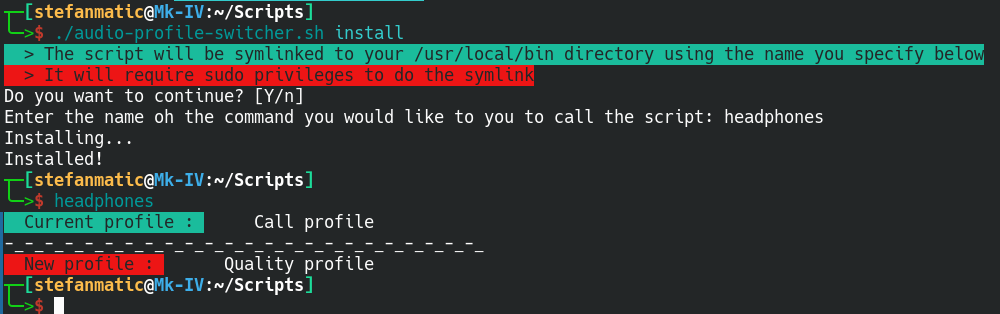 ┌─[stefanmatic@Mk-IV:~/Scripts]
└─>$ ./audio-profile-switcher.sh install
> The script will be symlinked to your /usr/local/bin directory using the name you specify below
> It will require sudo privileges to do the symlink
Do you want to continue? [Y/n]
Enter the name oh the command you would like to you to call the script: headphones
Installing...
Installed!
┌─[stefanmatic@Mk-IV:~/Scripts]
└─>$ headphones
Current profile : Call profile
-_-_-_-_-_-_-_-_-_-_-_-_-_-_-_-_-_-_-_-_-_-_-_-_
New profile : Quality profile
┌─[stefanmatic@Mk-IV:~/Scripts]
└─>$